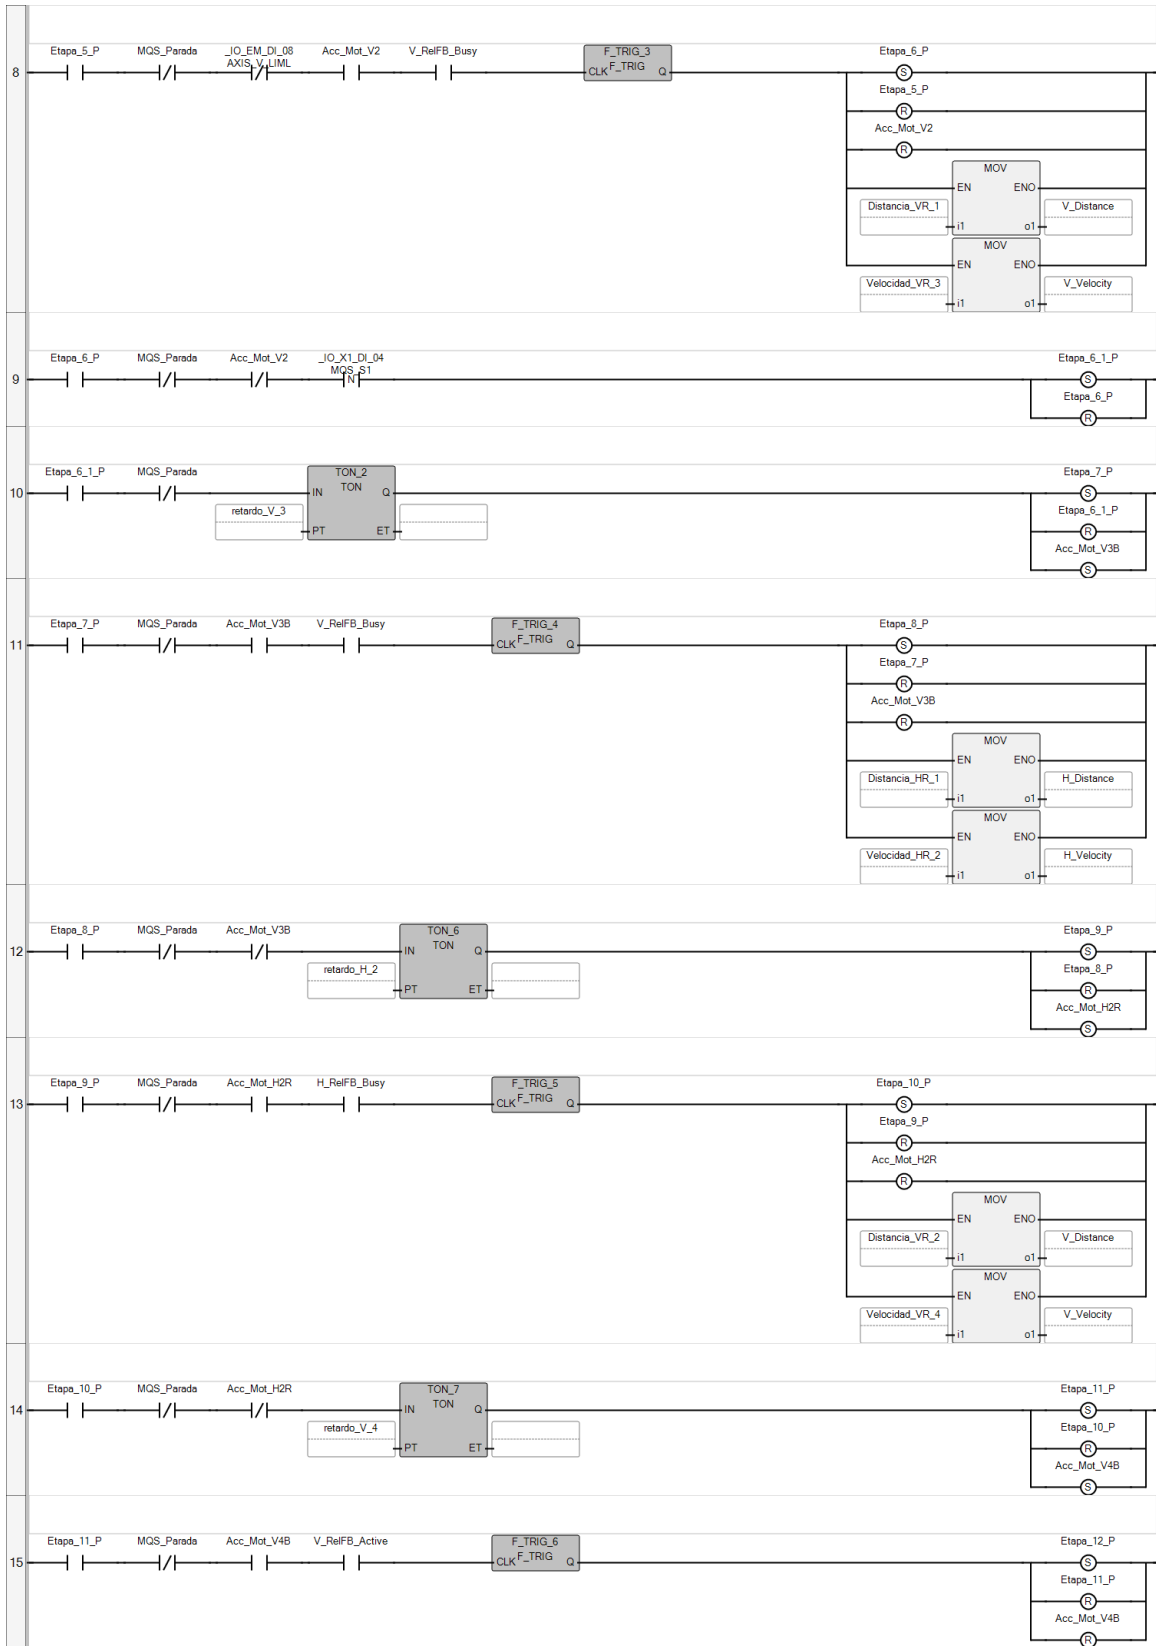 8
Etapa_5_P MQS_Parada _IO_EM_DI_08 Acc_Mot_V2 V_RelFB_Busy
AXIS_V_LIML
F_TRIG_3
F_TRIG
CLK Q
Etapa_6_P
S
Etapa_5_P
R
Acc_Mot_V2
R
MOV
EN ENO
Distancia_VR_1 V_Distance
i1 o1
MOV
EN ENO
Velocidad_VR_3 V_Velocity
i1 o1
9
Etapa_6_P MQS_Parada Acc_Mot_V2 _IO_X1_DI_04
MQS_S1
N
Etapa_6_1_P
S
Etapa_6_P
R
10
Etapa_6_1_P MQS_Parada
TON_2
TON
IN Q
retardo_V_3
PT ET
Etapa_7_P
S
Etapa_6_1_P
R
Acc_Mot_V3B
S
11
Etapa_7_P MQS_Parada Acc_Mot_V3B V_RelFB_Busy
F_TRIG_4
F_TRIG
CLK Q
Etapa_8_P
S
Etapa_7_P
R
Acc_Mot_V3B
R
MOV
EN ENO
Distancia_HR_1 H_Distance
i1 o1
MOV
EN ENO
Velocidad_HR_2 H_Velocity
i1 o1
12
Etapa_8_P MQS_Parada Acc_Mot_V3B
TON_6
TON
IN Q
retardo_H_2
PT ET
Etapa_9_P
S
Etapa_8_P
R
Acc_Mot_H2R
S
13
Etapa_9_P MQS_Parada Acc_Mot_H2R H_RelFB_Busy
F_TRIG_5
F_TRIG
CLK Q
Etapa_10_P
S
Etapa_9_P
R
Acc_Mot_H2R
R
MOV
EN ENO
Distancia_VR_2 V_Distance
i1 o1
MOV
EN ENO
Velocidad_VR_4 V_Velocity
i1 o1
14
Etapa_10_P MQS_Parada Acc_Mot_H2R
TON_7
TON
IN Q
retardo_V_4
PT ET
Etapa_11_P
S
Etapa_10_P
R
Acc_Mot_V4B
S
15
Etapa_11_P MQS_Parada Acc_Mot_V4B V_RelFB_Active
F_TRIG_6
F_TRIG
CLK Q
Etapa_12_P
S
Etapa_11_P
R
Acc_Mot_V4B
R